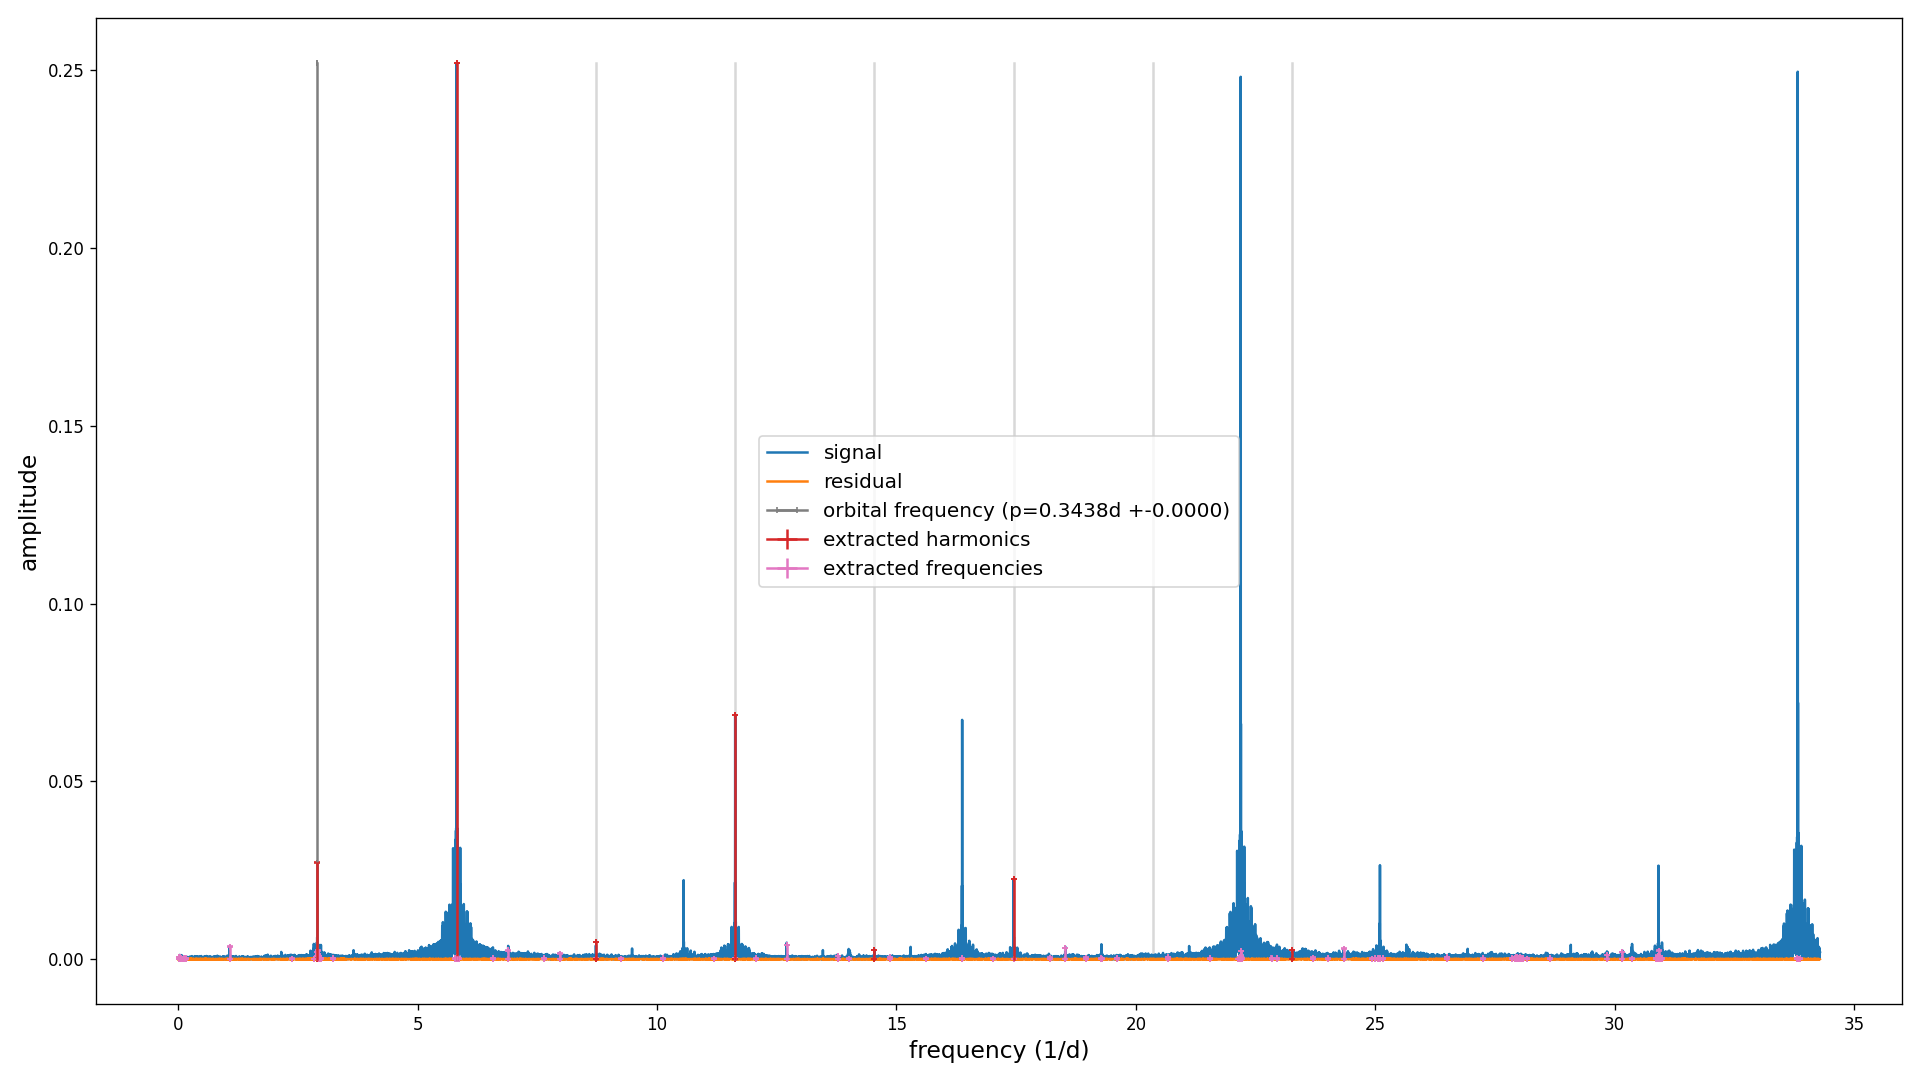 0.25
0.20
0.15
0.10
0.05
0.00
amplitude
signal
residual
orbital frequency (p=0.3438d +-0.0000)
extracted harmonics
extracted frequencies
0 5 10 15 20 25 30 35
frequency (1/d)